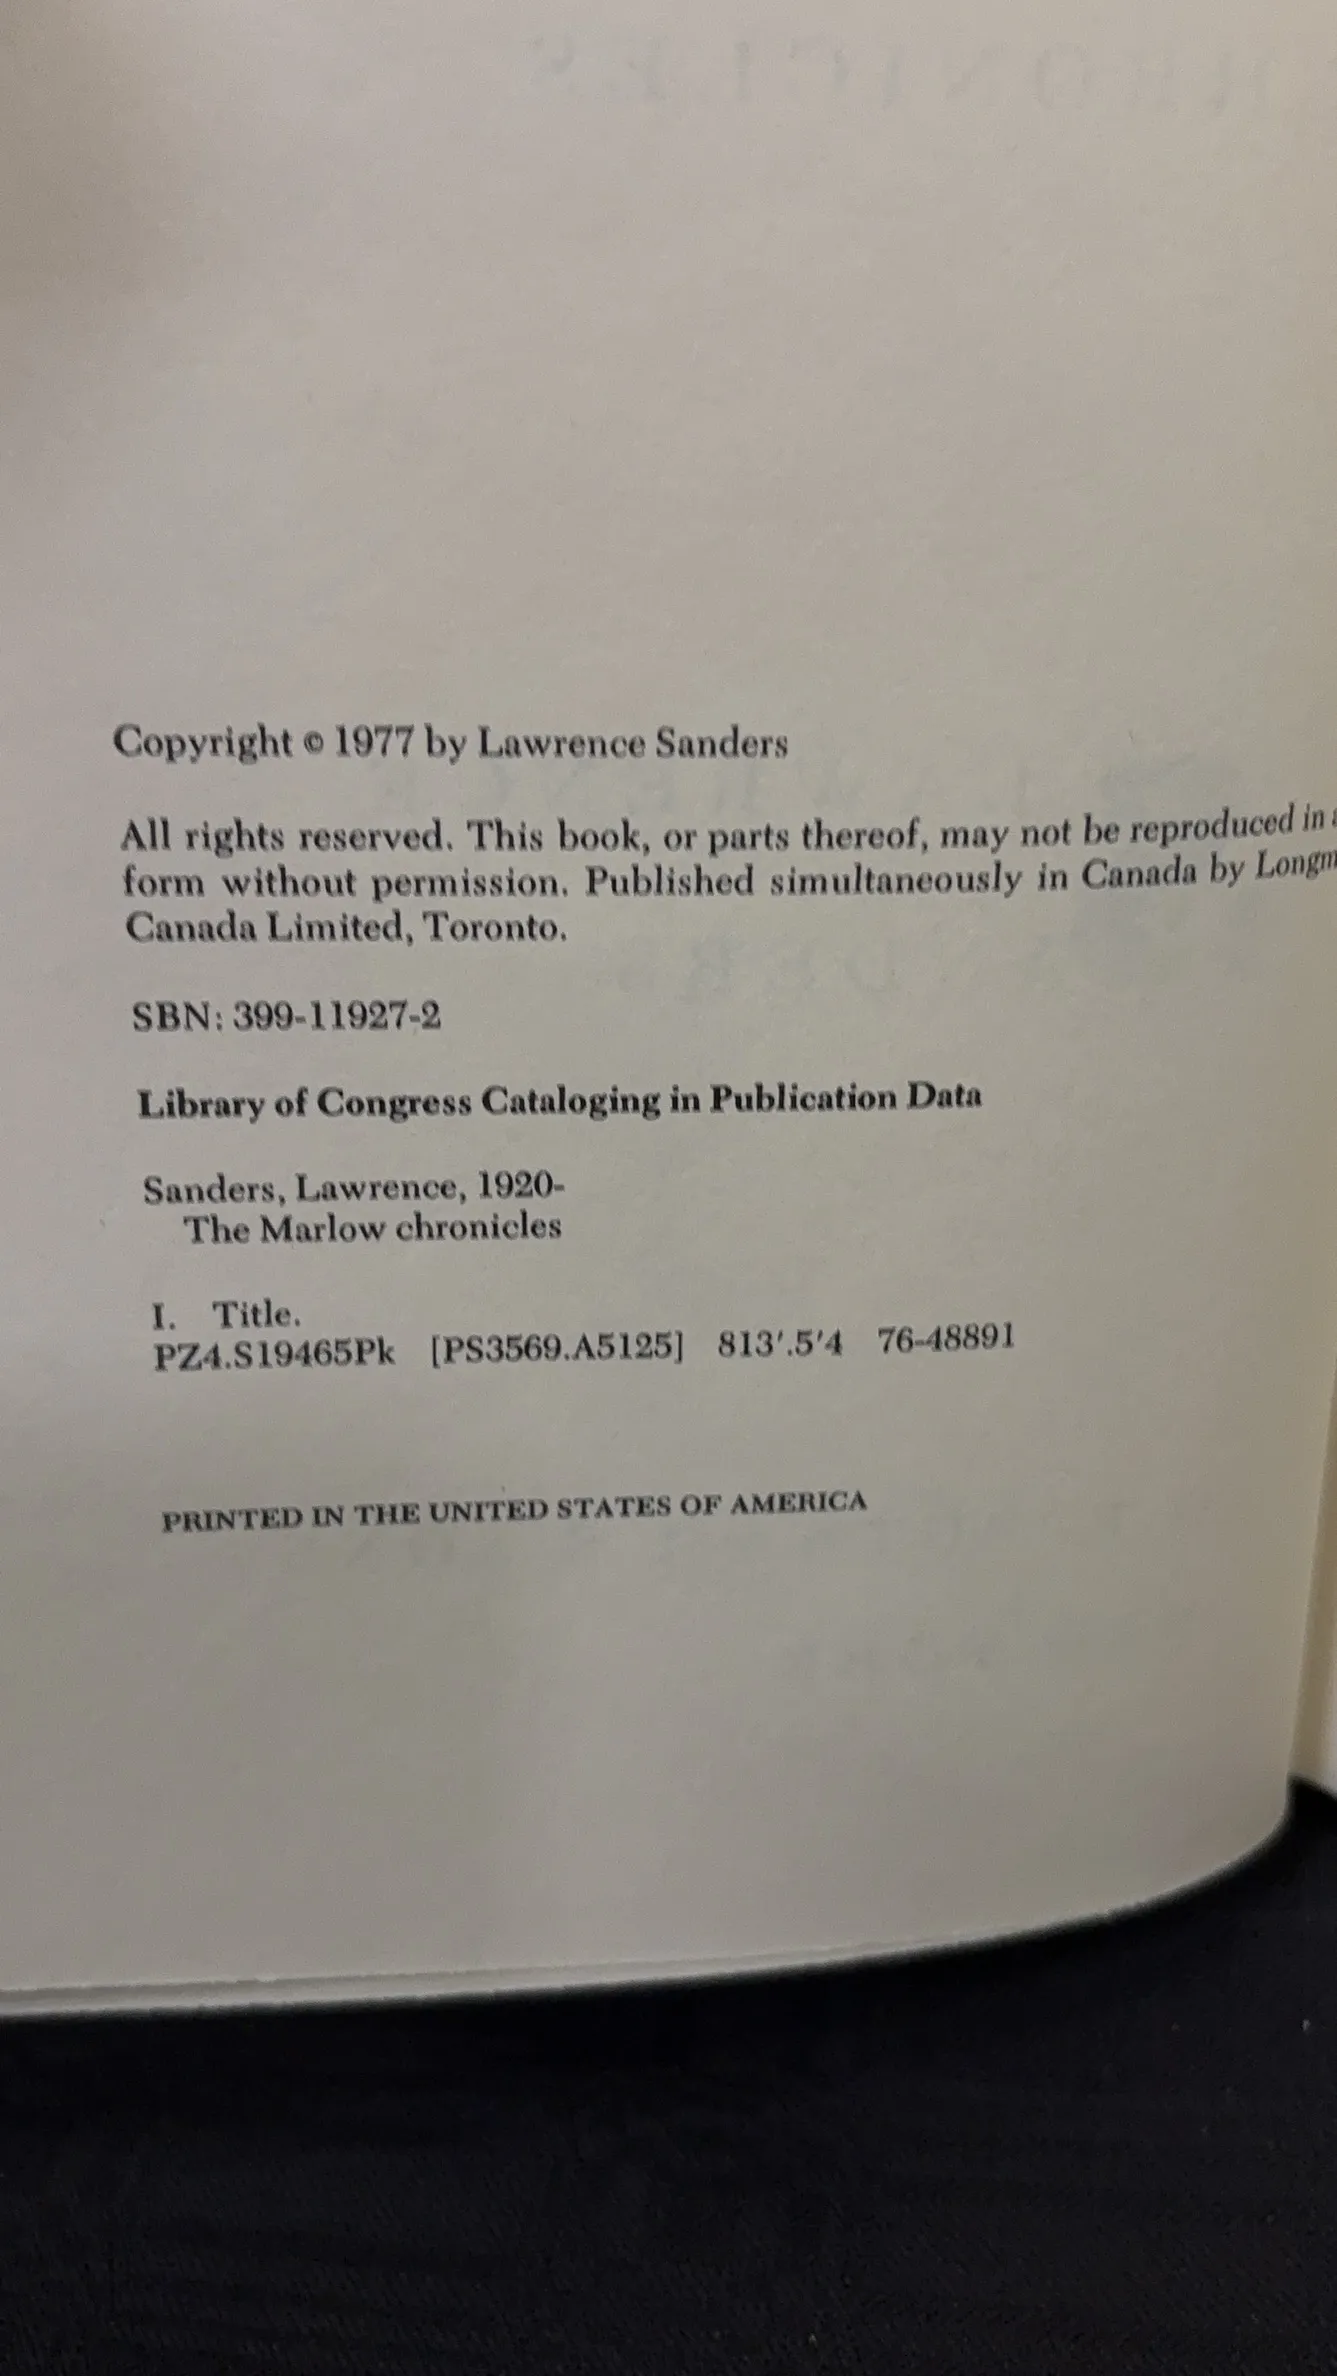 Copyright © 1977 by Lawrence Sanders
All rights reserved. This book, or parts thereof, may not be reproduced in
form without permission. Published simultaneously in Canada by Longm
Canada Limited, Toronto.
SBN: 399-11927-2
Library of Congress Cataloging in Publication Data
Sanders, Lawrence, 1920-
The Marlow chronicles
I. Title.
PZ4.S19465Pk [PS3569.A5125] 813'.5'4 76-48891
PRINTED IN THE UNITED STATES OF AMERICA